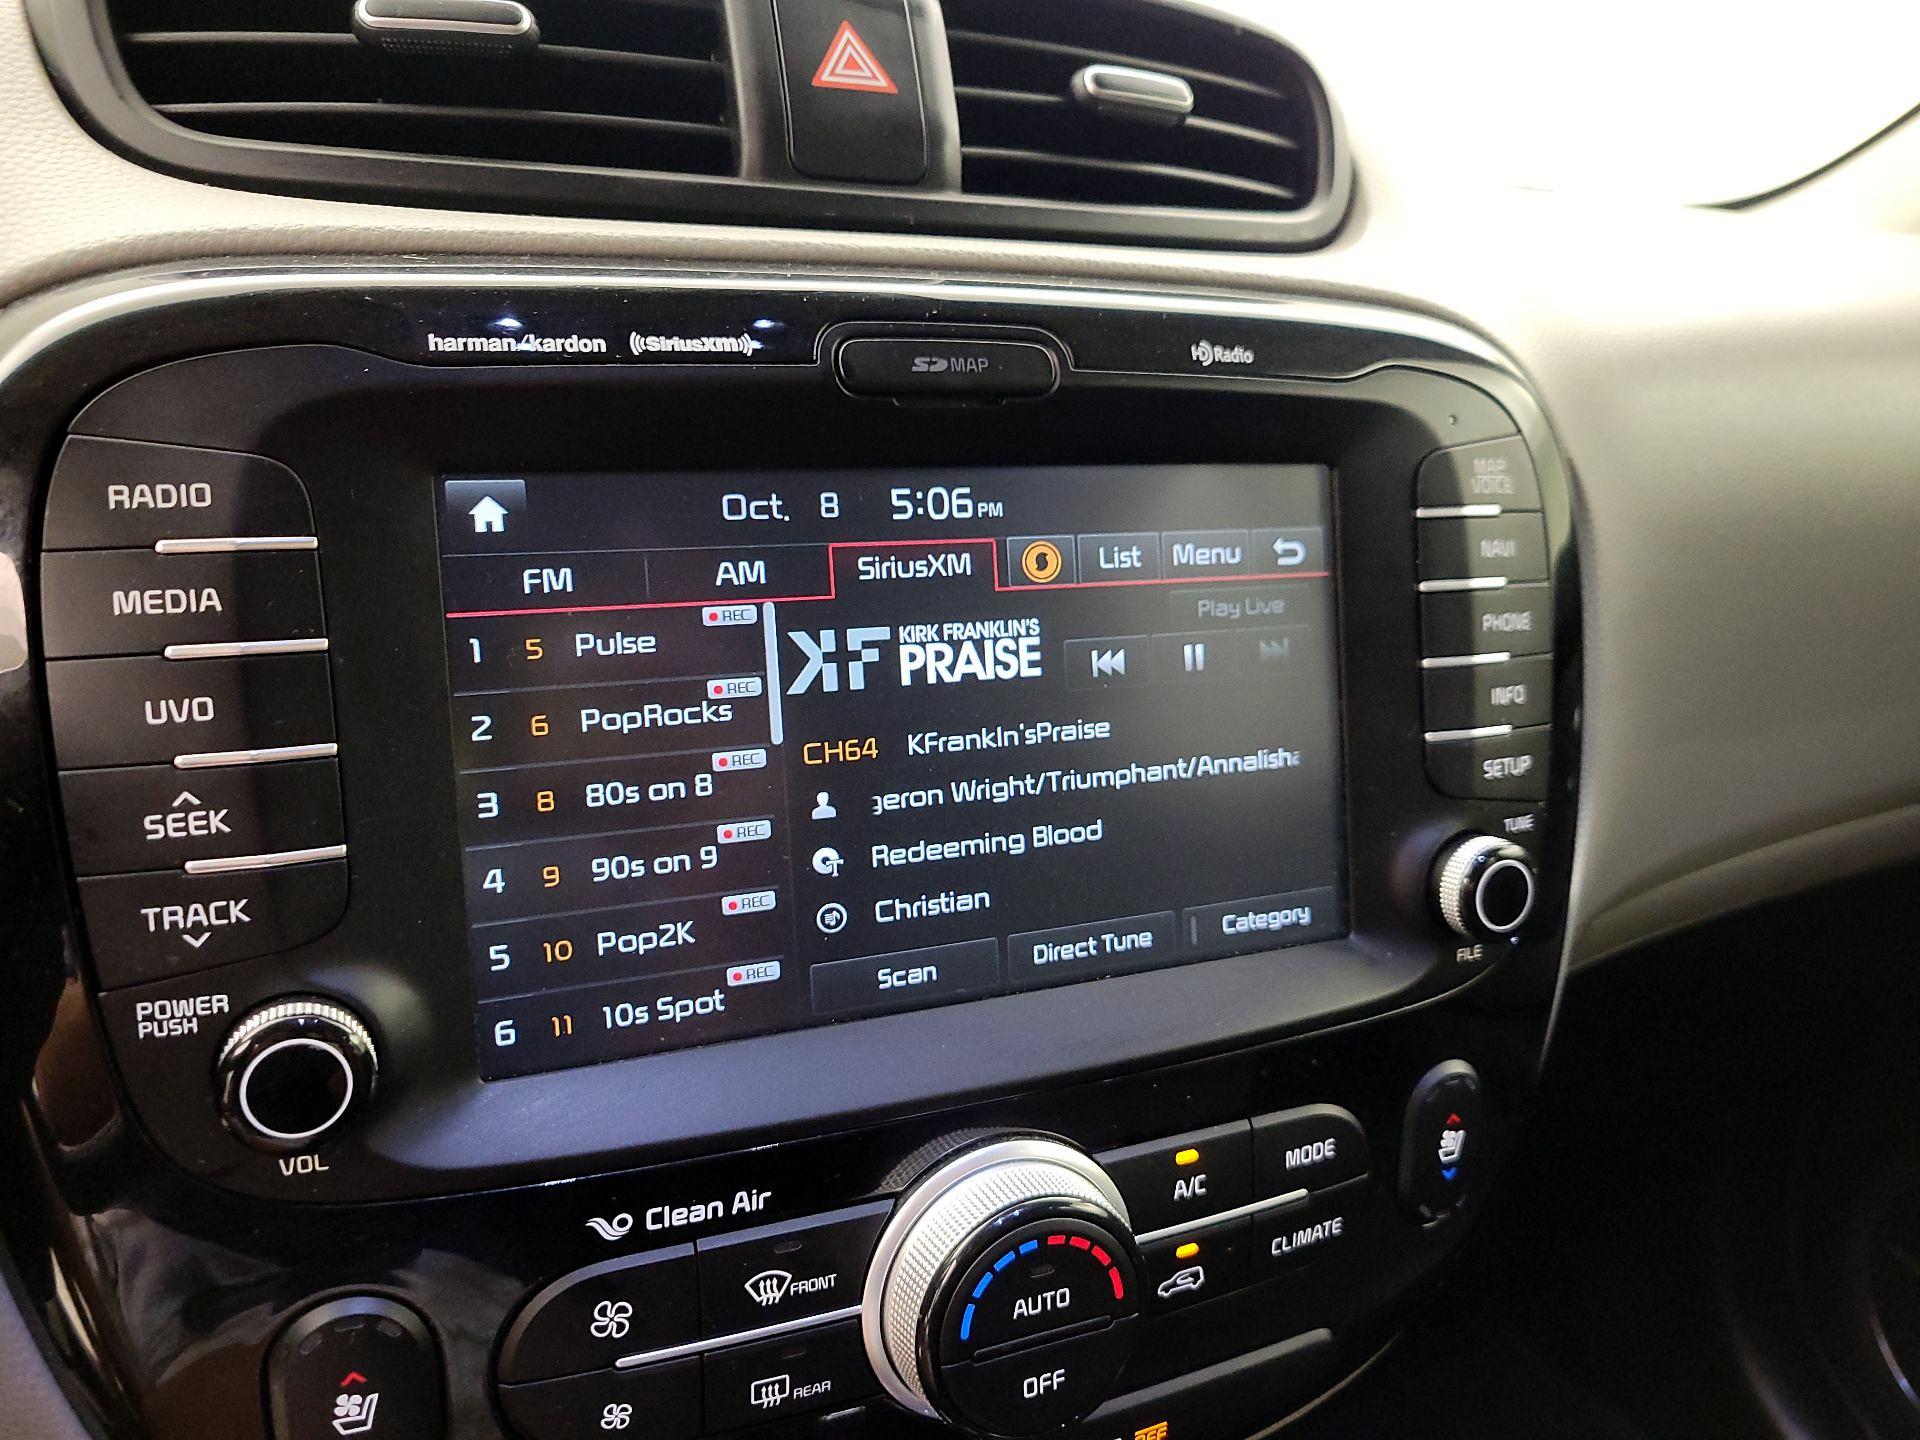 harman/kardon
((SiriusXM))
SD MAP
HD Radio
RADIO
MEDIA
UVO
SEEK
TRACK
POWER
PUSH
VOL
Oct. 8 5:06 PM
FM
AM
SiriusXM
List
Menu
1 5 Pulse
REC
2 6 PopRocks
REC
3 8 80s on 8
REC
4 9 90s on 9
REC
5 10 Pop2K
REC
6 11 10s Spot
REC
Play Live
KF
KIRK FRANKLIN'S
PRAISE
CH64 KFrankln'sPraise
Wright/Triumphant/Annalisha
Redeeming Blood
Christian
Scan
Direct Tune
Category
MAP
VOICE
NAVI
PHONE
INFO
SETUP
TUNE
FILE
Clean Air
FRONT
REAR
AUTO
OFF
A/C
MODE
CLIMATE
OFF